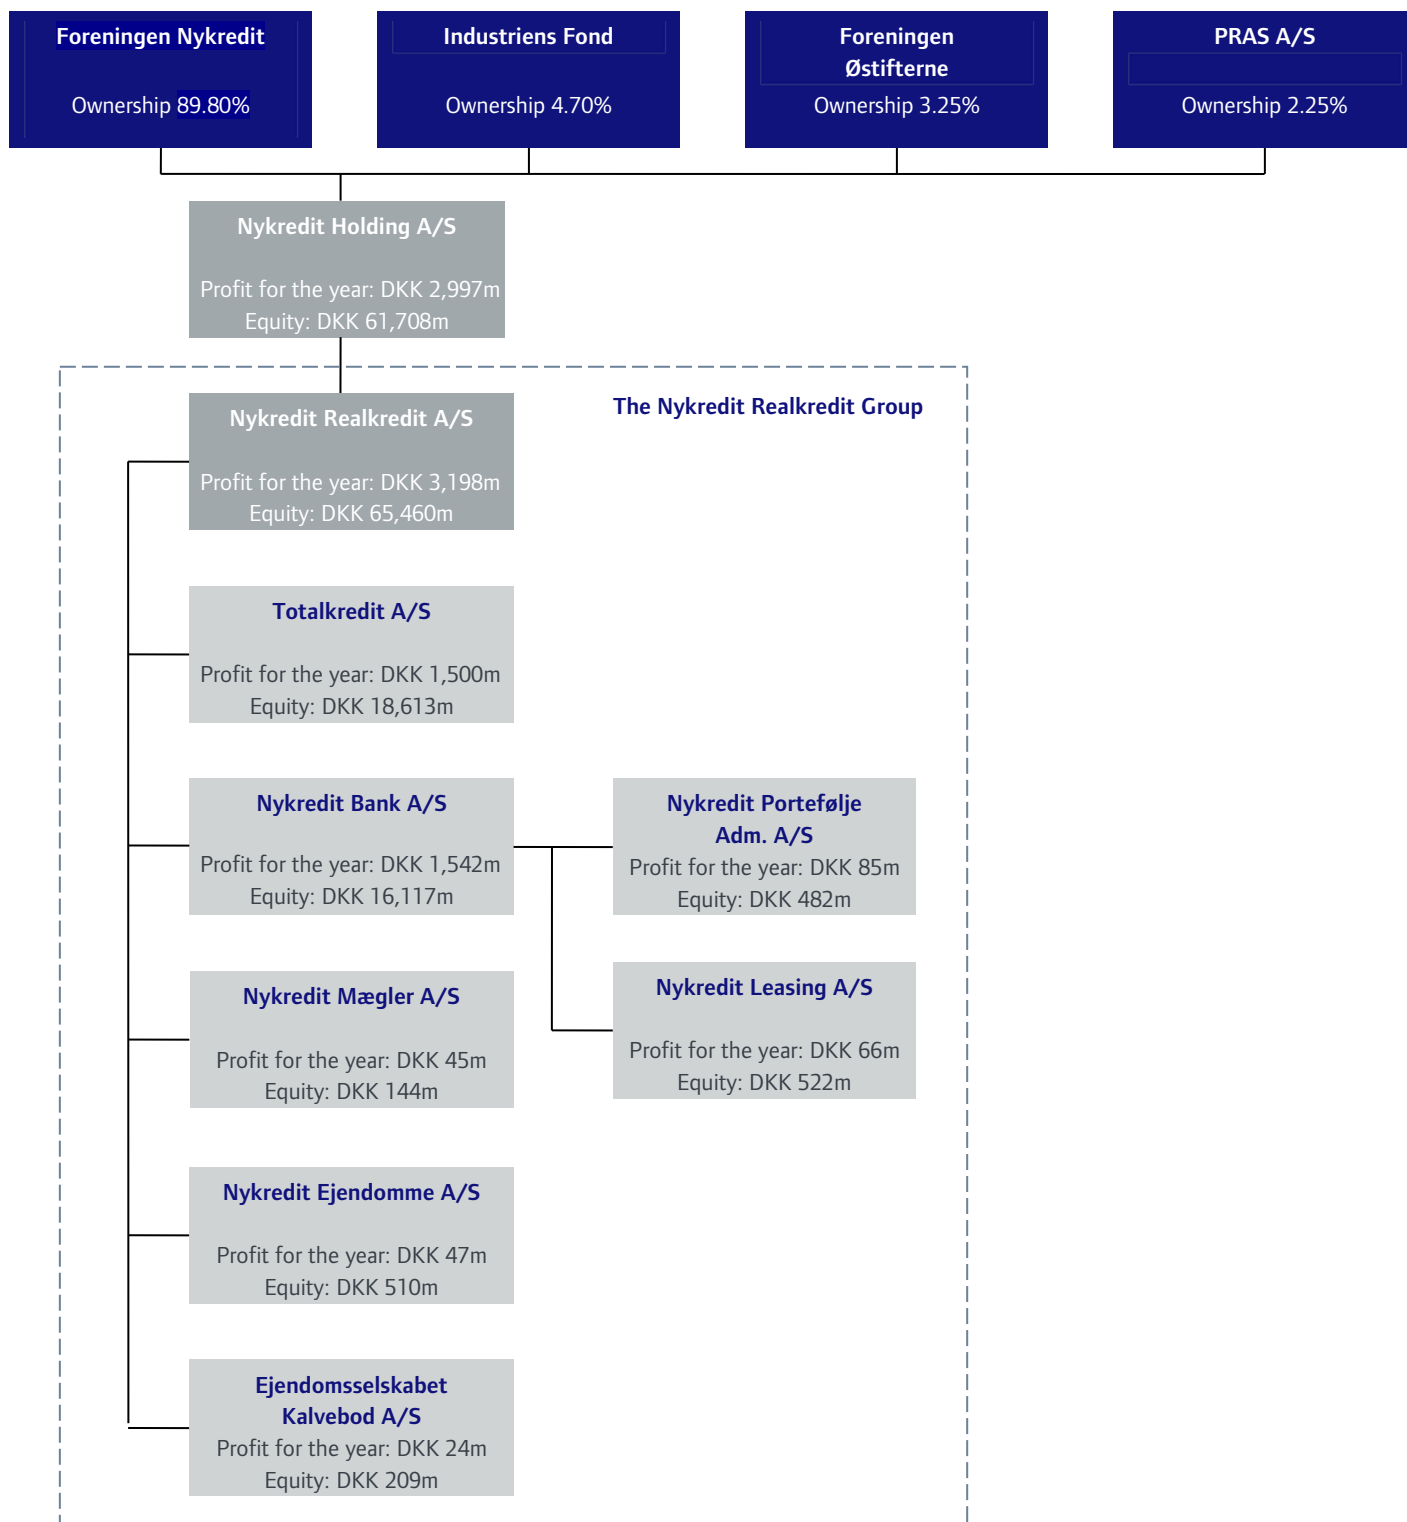 Foreningen Nykredit
Ownership 89.80%
Industriens Fond
Ownership 4.70%
Foreningen
Østifterne
Ownership 3.25%
PRAS A/S
Ownership 2.25%
Nykredit Holding A/S
Profit for the year: DKK 2,997m
Equity: DKK 61,708m
The Nykredit Realkredit Group
Nykredit Realkredit A/S
Profit for the year: DKK 3,198m
Equity: DKK 65,460m
Totalkredit A/S
Profit for the year: DKK 1,500m
Equity: DKK 18,613m
Nykredit Bank A/S
Profit for the year: DKK 1,542m
Equity: DKK 16,117m
Nykredit Portefølje
Adm. A/S
Profit for the year: DKK 85m
Equity: DKK 482m
Nykredit Leasing A/S
Profit for the year: DKK 66m
Equity: DKK 522m
Nykredit Mægler A/S
Profit for the year: DKK 45m
Equity: DKK 144m
Nykredit Ejendomme A/S
Profit for the year: DKK 47m
Equity: DKK 510m
Ejendomsselskabet
Kalvebod A/S
Profit for the year: DKK 24m
Equity: DKK 209m